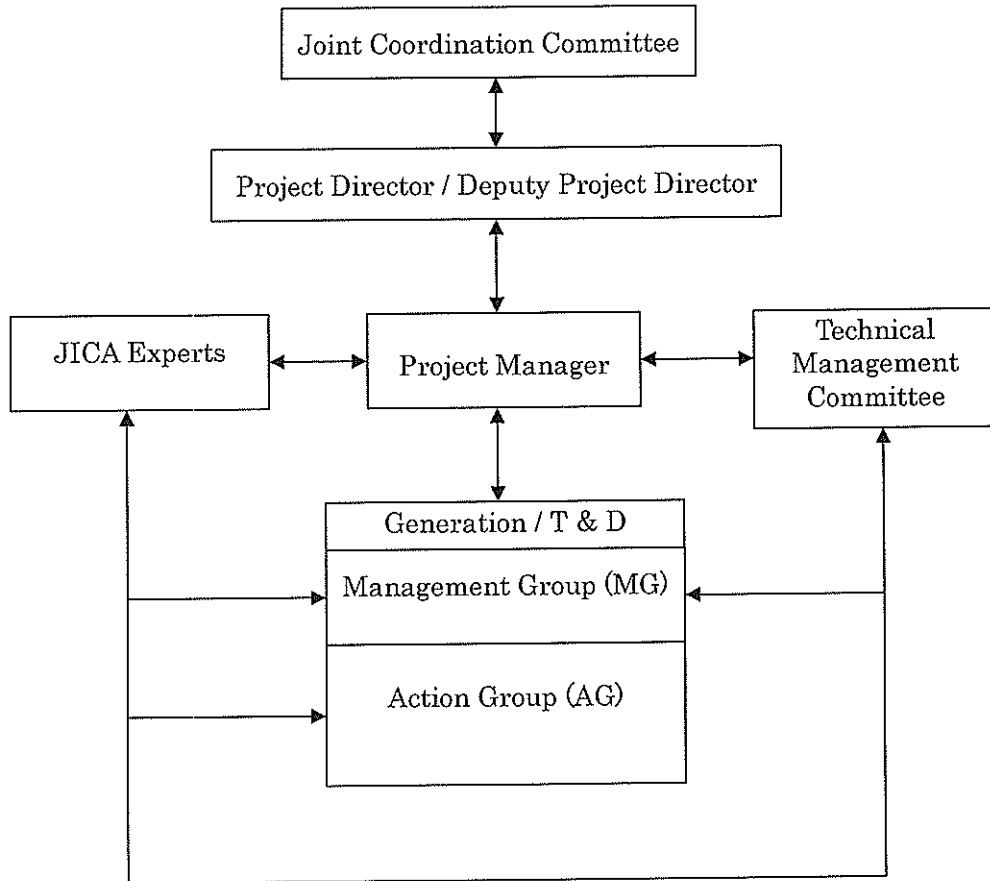 Joint Coordination Committee
Project Director / Deputy Project Director
JICA Experts
Project Manager
Technical
Management
Committee
Generation / T & D
Management Group (MG)
Action Group (AG)